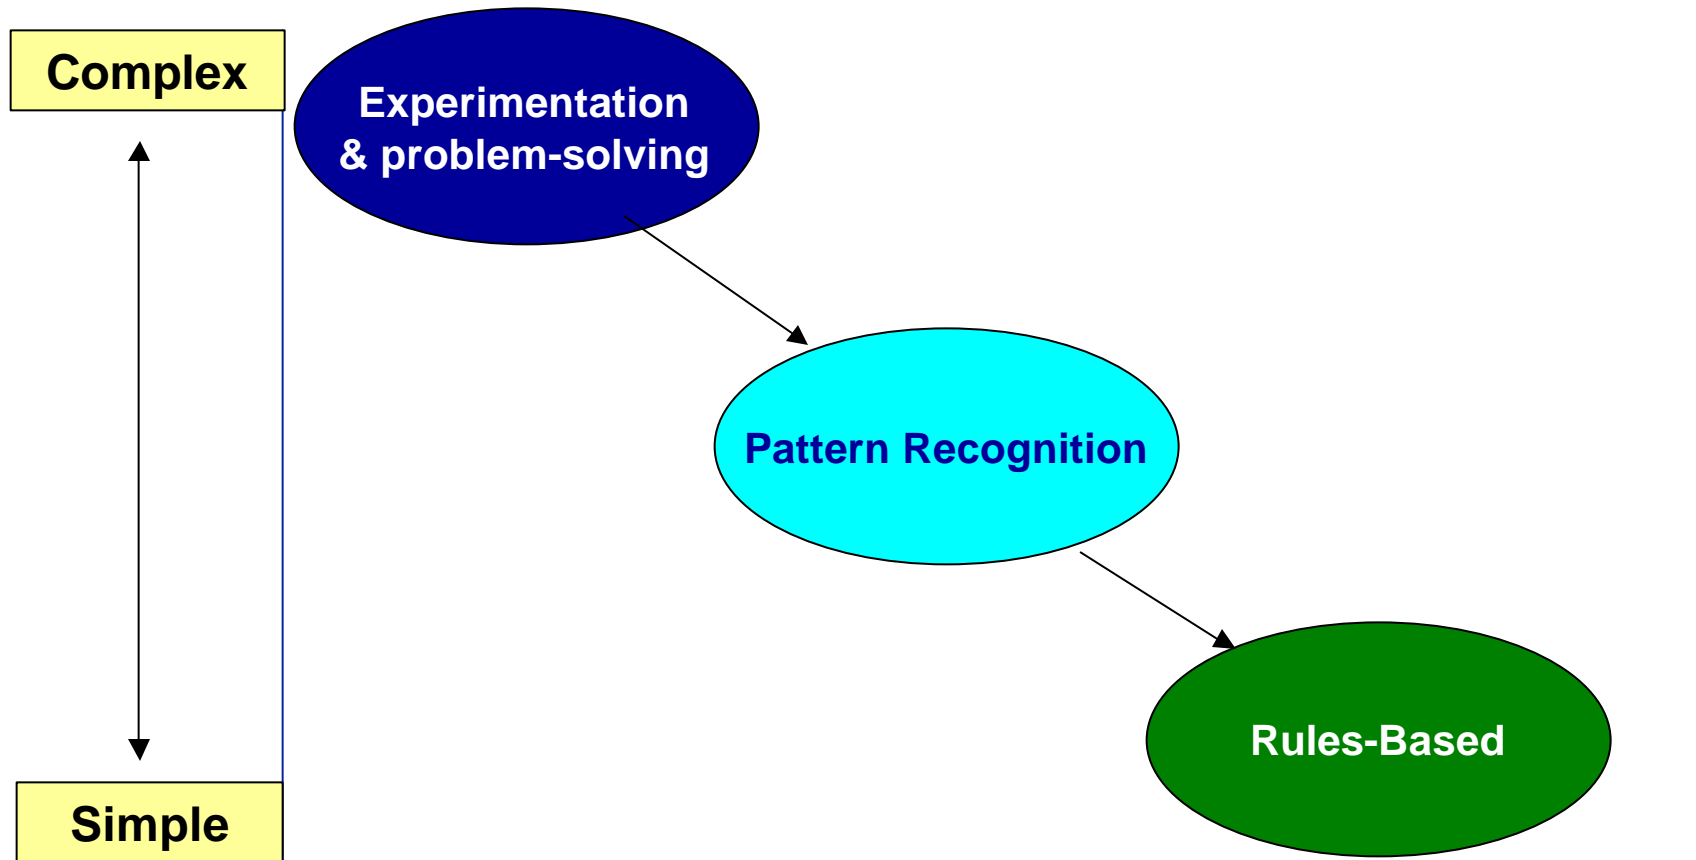 Complex
Experimentation
& problem-solving
Pattern Recognition
Rules-Based
Simple